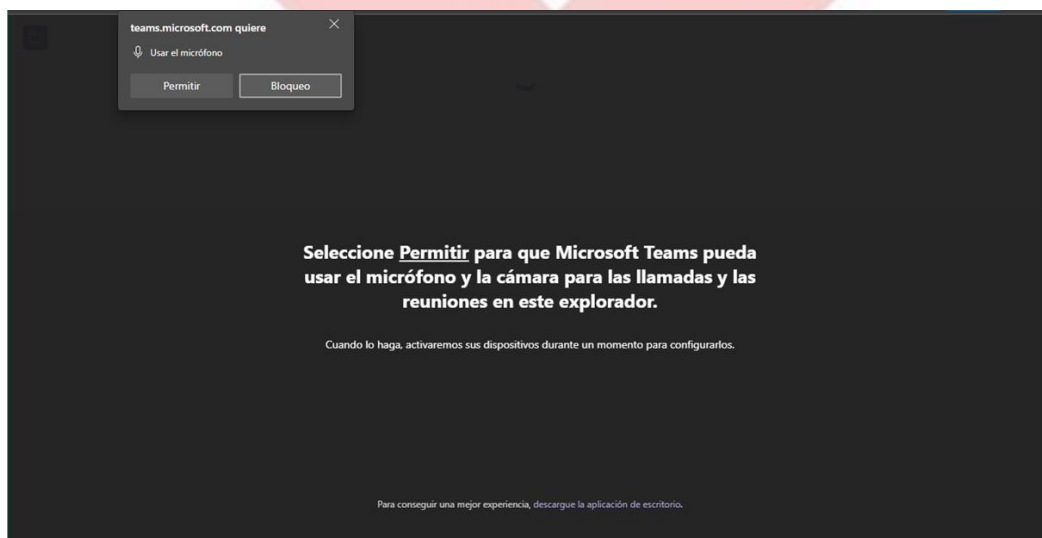 teams.microsoft.com quiere
Usar el micrófono
Permitir Bloqueo
Seleccione Permitir para que Microsoft Teams pueda
usar el micrófono y la cámara para las llamadas y las
reuniones en este explorador.
Cuando lo haga, activaremos sus dispositivos durante un momento para configurarlos.
Para conseguir una mejor experiencia, descargue la aplicación de escritorio.